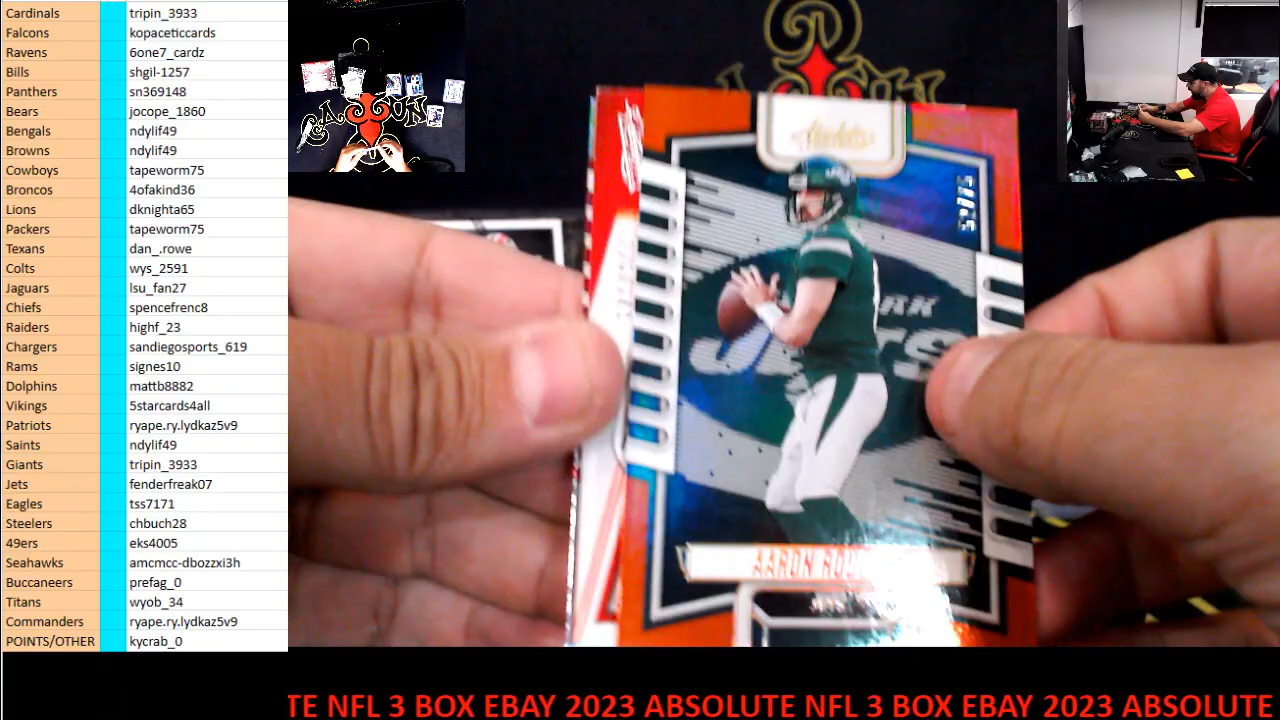 Cardinals tripin_3933
Falcons kopaceticcards
Ravens 6one7_cardz
Bills shgil-1257
Panthers sn369148
Bears jocope_1860
Bengals ndylif49
Browns ndylif49
Cowboys tapeworm75
Broncos 4ofakind36
Lions dknighta65
Packers tapeworm75
Texans dan_.rowe
Colts wys_2591
Jaguars lsu_fan27
Chiefs spencefrenc8
Raiders highf_23
Chargers sandiegosports_619
Rams signes10
Dolphins mattb8882
Vikings 5starcards4all
Patriots ryape.ry.lydkaz5v9
Saints ndylif49
Giants tripin_3933
Jets fenderfreak07
Eagles tss7171
Steelers chbuch28
49ers eks4005
Seahawks amcmcc-dbozzxi3h
Buccaneers prefag_0
Titans wyob_34
Commanders ryape.ry.lydkaz5v9
POINTS/OTHER kycrab_0
AARON
JETS
TE NFL 3 BOX EBAY 2023 ABSOLUTE NFL 3 BOX EBAY 2023 ABSOLUTE